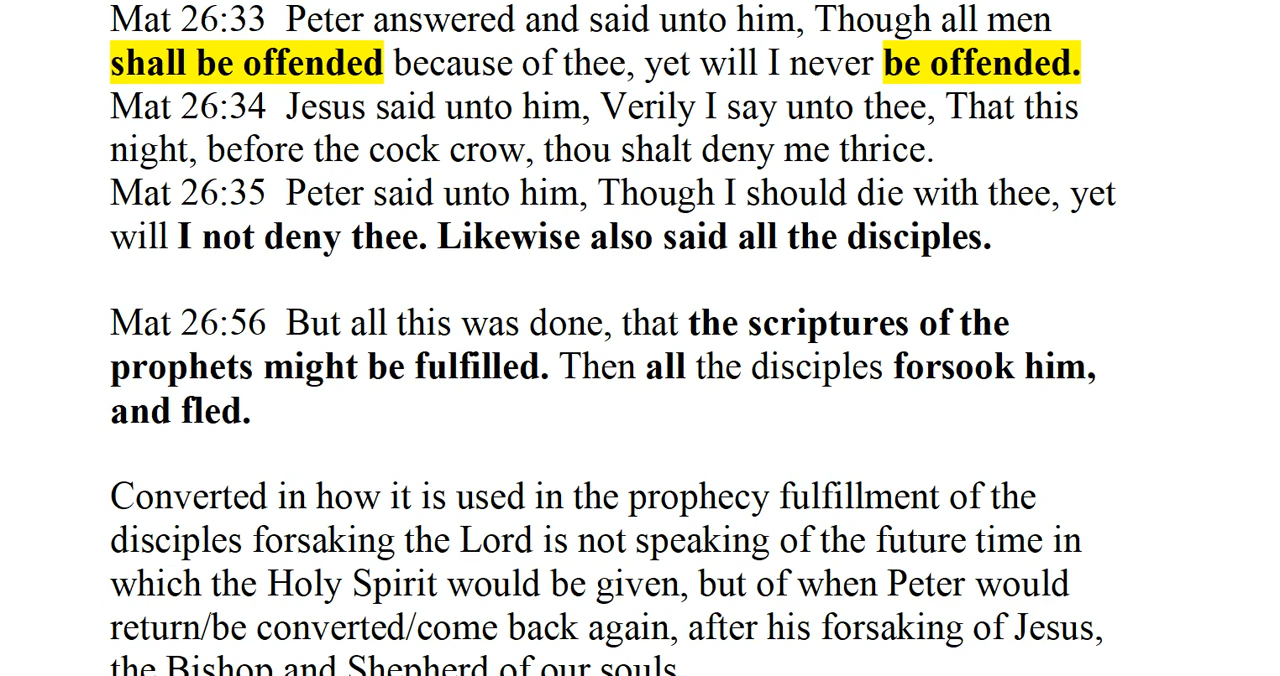 Mat 26:33  Peter answered and said unto him, Though all men
shall be offended because of thee, yet will I never be offended.
Mat 26:34  Jesus said unto him, Verily I say unto thee, That this
night, before the cock crow, thou shalt deny me thrice.
Mat 26:35  Peter said unto him, Though I should die with thee, yet
will I not deny thee. Likewise also said all the disciples.
Mat 26:56  But all this was done, that the scriptures of the
prophets might be fulfilled. Then all the disciples forsook him,
and fled.
Converted in how it is used in the prophecy fulfillment of the
disciples forsaking the Lord is not speaking of the future time in
which the Holy Spirit would be given, but of when Peter would
return/be converted/come back again, after his forsaking of Jesus,
the Bishop and Shepherd of our souls